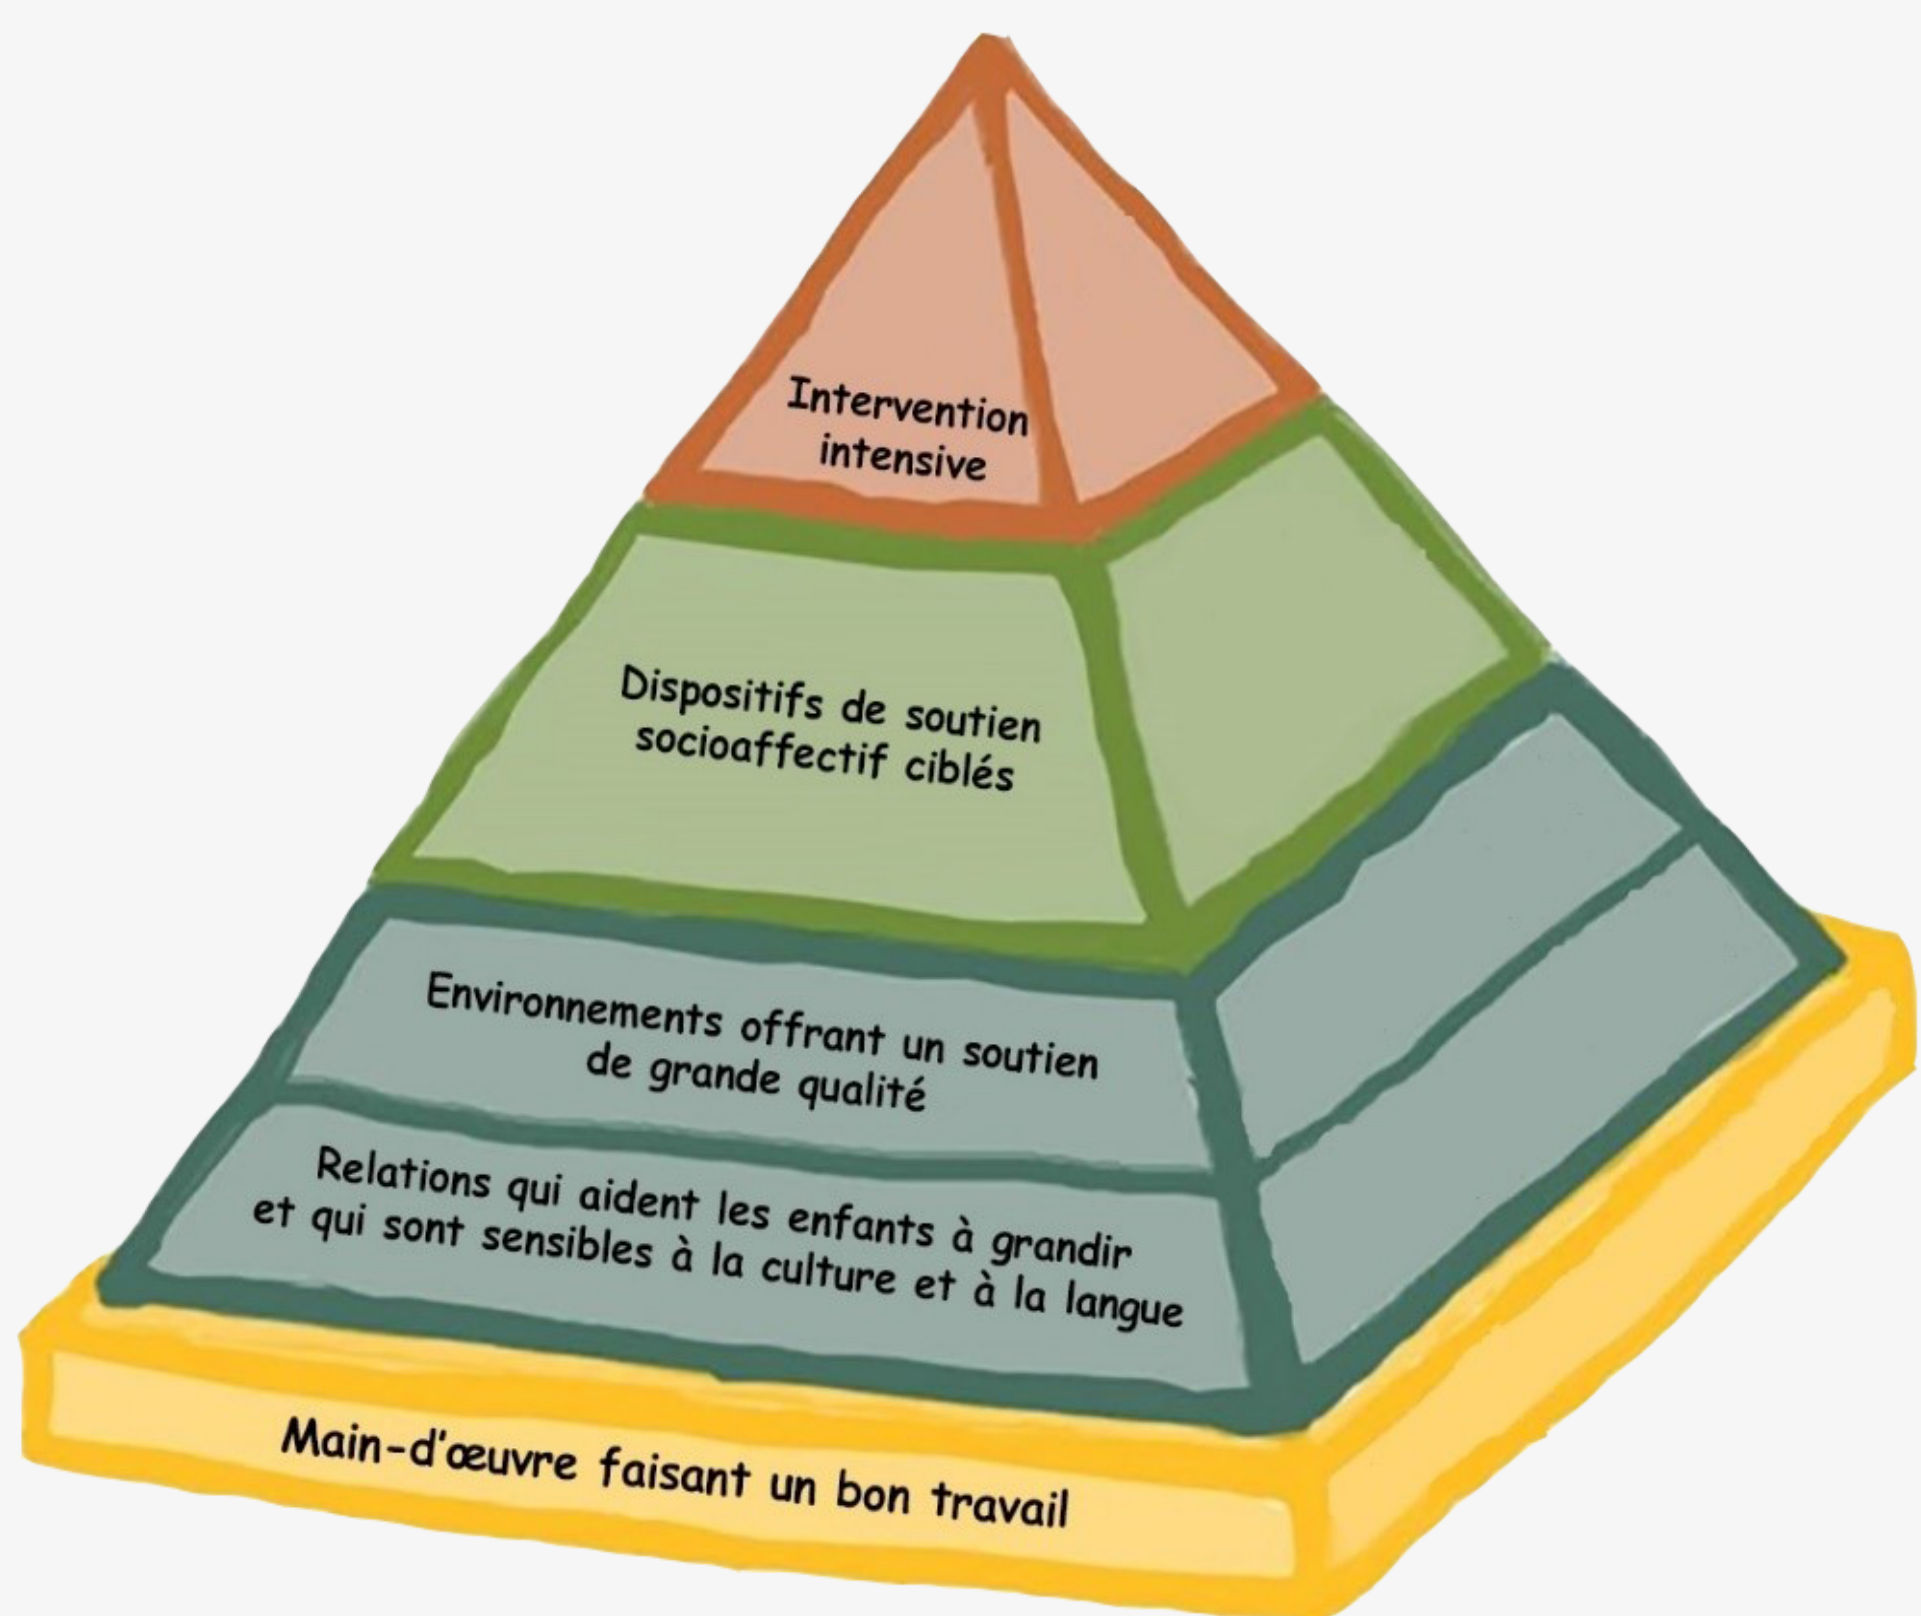 Intervention
intensive
Dispositifs de soutien
socioaffectif ciblés
Environnements offrant un soutien
de grande qualité
Relations qui aident les enfants à grandir
et qui sont sensibles à la culture et à la langue
Main-d'œuvre faisant un bon travail